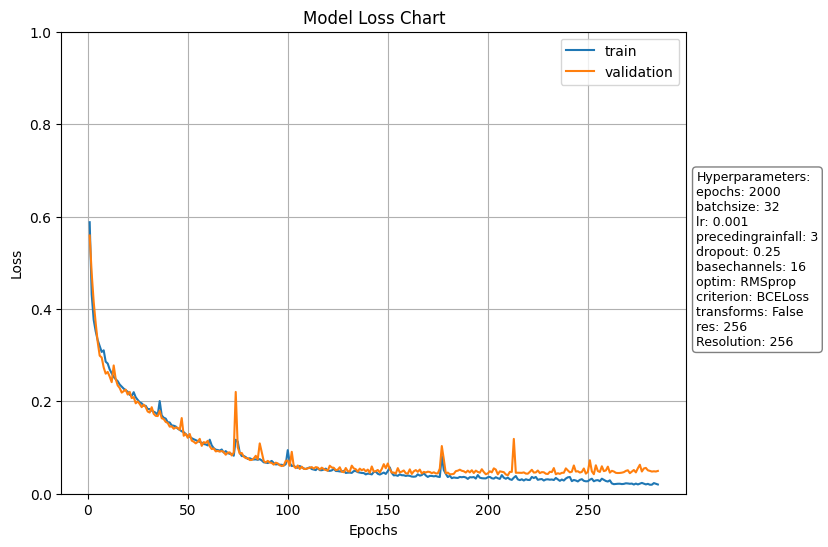 Model Loss Chart
1.0
0.8
0.6
0.4
0.2
0.0
Loss
0
50
100
150
200
250
Epochs
train
validation
Hyperparameters:
epochs: 2000
batchsize: 32
lr: 0.001
precedingrainfall: 3
dropout: 0.25
basechannels: 16
optim: RMSprop
criterion: BCELoss
transforms: False
res: 256
Resolution: 256